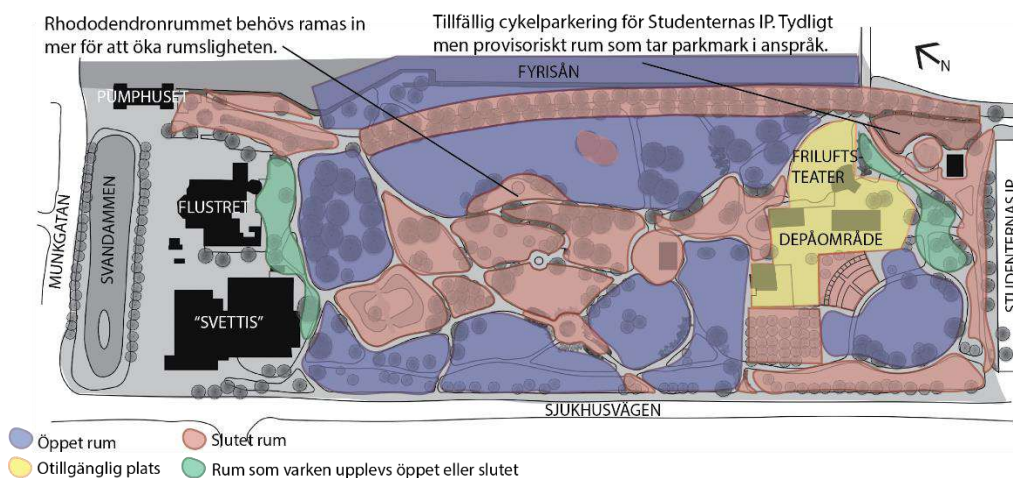 Rhododendronrummet behövs ramas in
mer för att öka rumsligheten.
Tillfällig cykelparkering för Studenternas IP. Tydligt
men provisoriskt rum som tar parkmark i anspråk.
N
FYRISÅN
PUMPHUSET
MUNKGATAN
SVANDAMMEN
FLUSTRET
"SVETTIS"
FRILUFTS-
TEATER
DEPÅOMRÅDE
STUDENTERNAS IP
SJUKHUSVÄGEN
Öppet rum
Slutet rum
Otillgänglig plats
Rum som varken upplevs öppet eller slutet